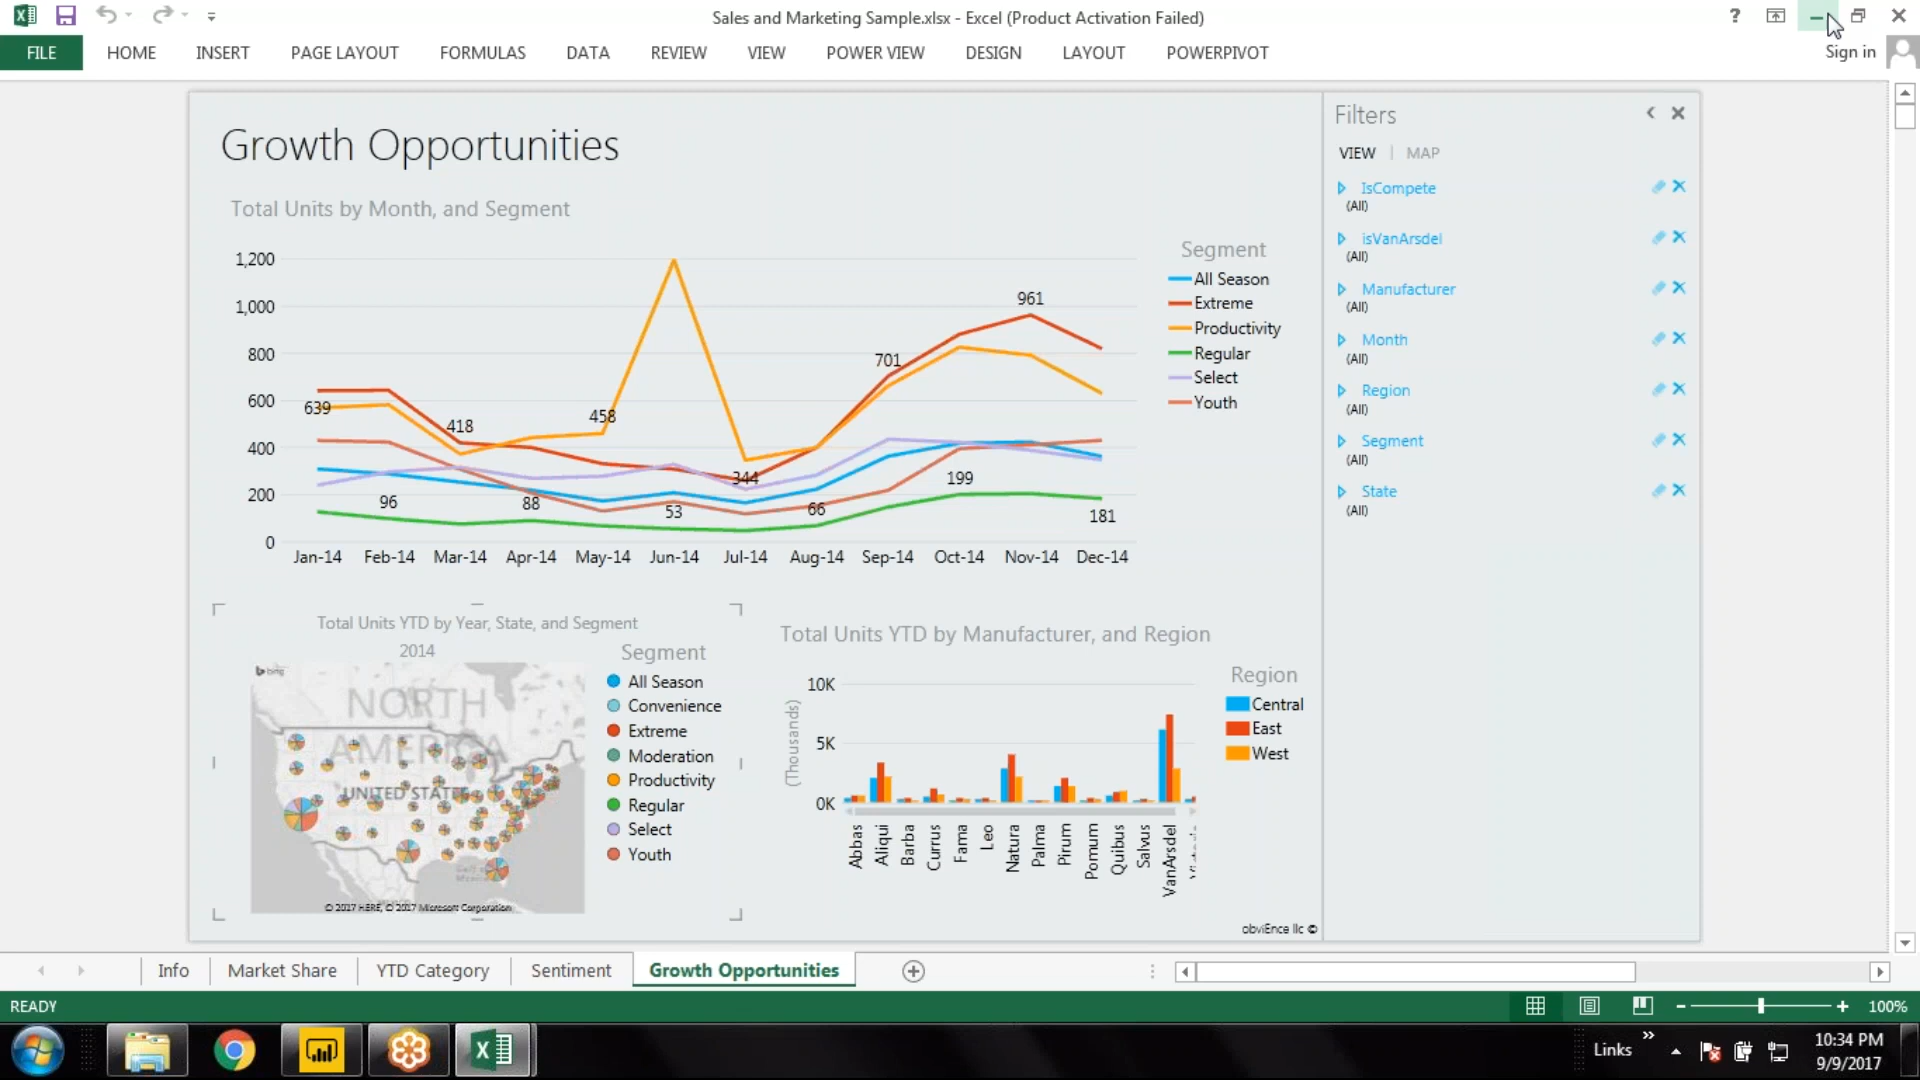 Sales and Marketing Sample.xlsx - Excel (Product Activation Failed)
?
FILE HOME INSERT PAGE LAYOUT FORMULAS DATA REVIEW VIEW POWER VIEW DESIGN LAYOUT POWERPIVOT
Sign in
Growth Opportunities
Total Units by Month, and Segment
1,200
1,000
800
600
400
200
0
639
96
418
88
458
53
344
66
701
199
961
181
Jan-14 Feb-14 Mar-14 Apr-14 May-14 Jun-14 Jul-14 Aug-14 Sep-14 Oct-14 Nov-14 Dec-14
Segment
All Season
Extreme
Productivity
Regular
Select
Youth
Total Units YTD by Year, State, and Segment
2014
bing
NORTH
AMERICA
UNITED STATES
Gulf of
Mexico
© 2017 HERE, © 2017 Microsoft Corporation
Segment
All Season
Convenience
Extreme
Moderation
Productivity
Regular
Select
Youth
Total Units YTD by Manufacturer, and Region
(Thousands)
10K
5K
0K
Abbas
Aliqui
Barba
Currus
Fama
Leo
Natura
Palma
Pirum
Pomum
Quibus
Salvus
VanArsdel
Region
Central
East
West
obviEnce llc ©
Filters
VIEW | MAP
IsCompete
(All)
isVanArsdel
(All)
Manufacturer
(All)
Month
(All)
Region
(All)
Segment
(All)
State
(All)
Info Market Share YTD Category Sentiment Growth Opportunities
READY
100%
Links
10:34 PM
9/9/2017